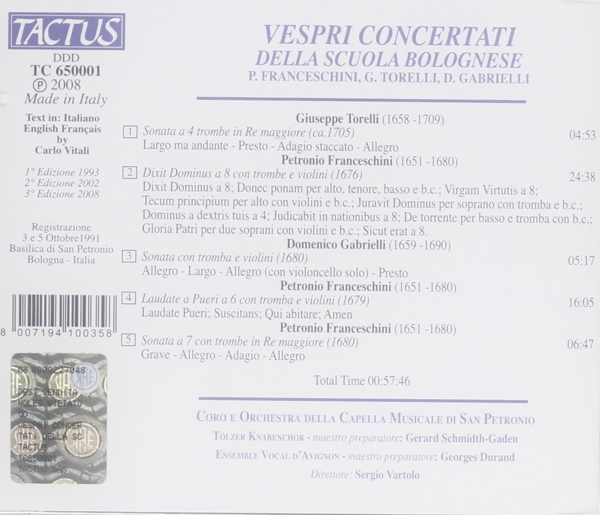 TACTUS
DDD
TC 650001
Ⓟ 2008
Made in Italy
Text in: Italiano
English Français
by
Carlo Vitali
1° Edizione 1993
2° Edizione 2002
3° Edizione 2008
Registrazione
3 e 5 Ottobre1991
Basilica di San Petronio
Bologna - Italia
8 007194 100358
VESPRI CONCERTATI
DELLA SCUOLA BOLOGNESE
P. FRANCESCHINI, G. TORELLI, D. GABRIELLI
Giuseppe Torelli (1658 -1709)
1 Sonata a 4 trombe in Re maggiore (ca.1705) 04:53
Largo ma andante - Presto - Adagio staccato - Allegro
Petronio Franceschini (1651 -1680)
2 Dixit Dominus a 8 con trombe e violini (1676) 24:38
Dixit Dominus a 8; Donec ponam per alto, tenore, basso e b.c.; Virgam Virtutis a 8;
Tecum principium per alto con violini e b.c.; Juravit Dominus per soprano con tromba e b.c.;
Dominus a dextris tuis a 4; Judicabit in nationibus a 8; De torrente per basso e tromba con b.c.;
Gloria Patri per due soprani con violini e b.c.; Sicut erat a 8.
Domenico Gabrielli (1659 -1690)
3 Sonata con tromba e violini (1680) 05:17
Allegro - Largo - Allegro (con violoncello solo) - Presto
Petronio Franceschini (1651 -1680)
4 Laudate a Pueri a 6 con tromba e violini (1679) 16:05
Laudate Pueri; Suscitans; Qui abitare; Amen
Petronio Franceschini (1651 -1680)
5 Sonata a 7 con trombe in Re maggiore (1680) 06:47
Grave - Allegro - Adagio - Allegro
Total Time 00:57:46
CORO E ORCHESTRA DELLA CAPELLA MUSICALE DI SAN PETRONIO
TÖLZER KNABENCHOR - maestro preparatore: Gerard Schmidth-Gaden
ENSEMBLE VOCAL D'AVIGNON - maestro preparatore: Georges Durand
Direttore: Sergio Vartolo
DEST VENDITA
NOLEG VIETATO
CD
VESPRI CONCER
TATI DELLA SC
TACTUS